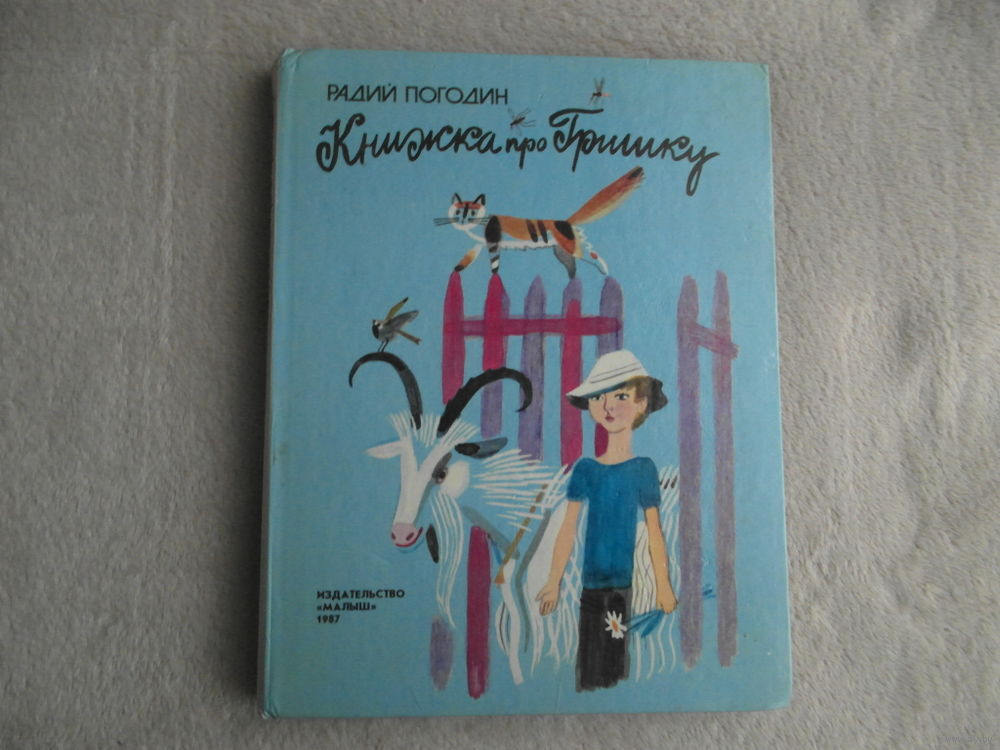 РАДИЙ ПОГОДИН
Книжка про Гришку
ИЗДАТЕЛЬСТВО
«МАЛЫШ»
1987